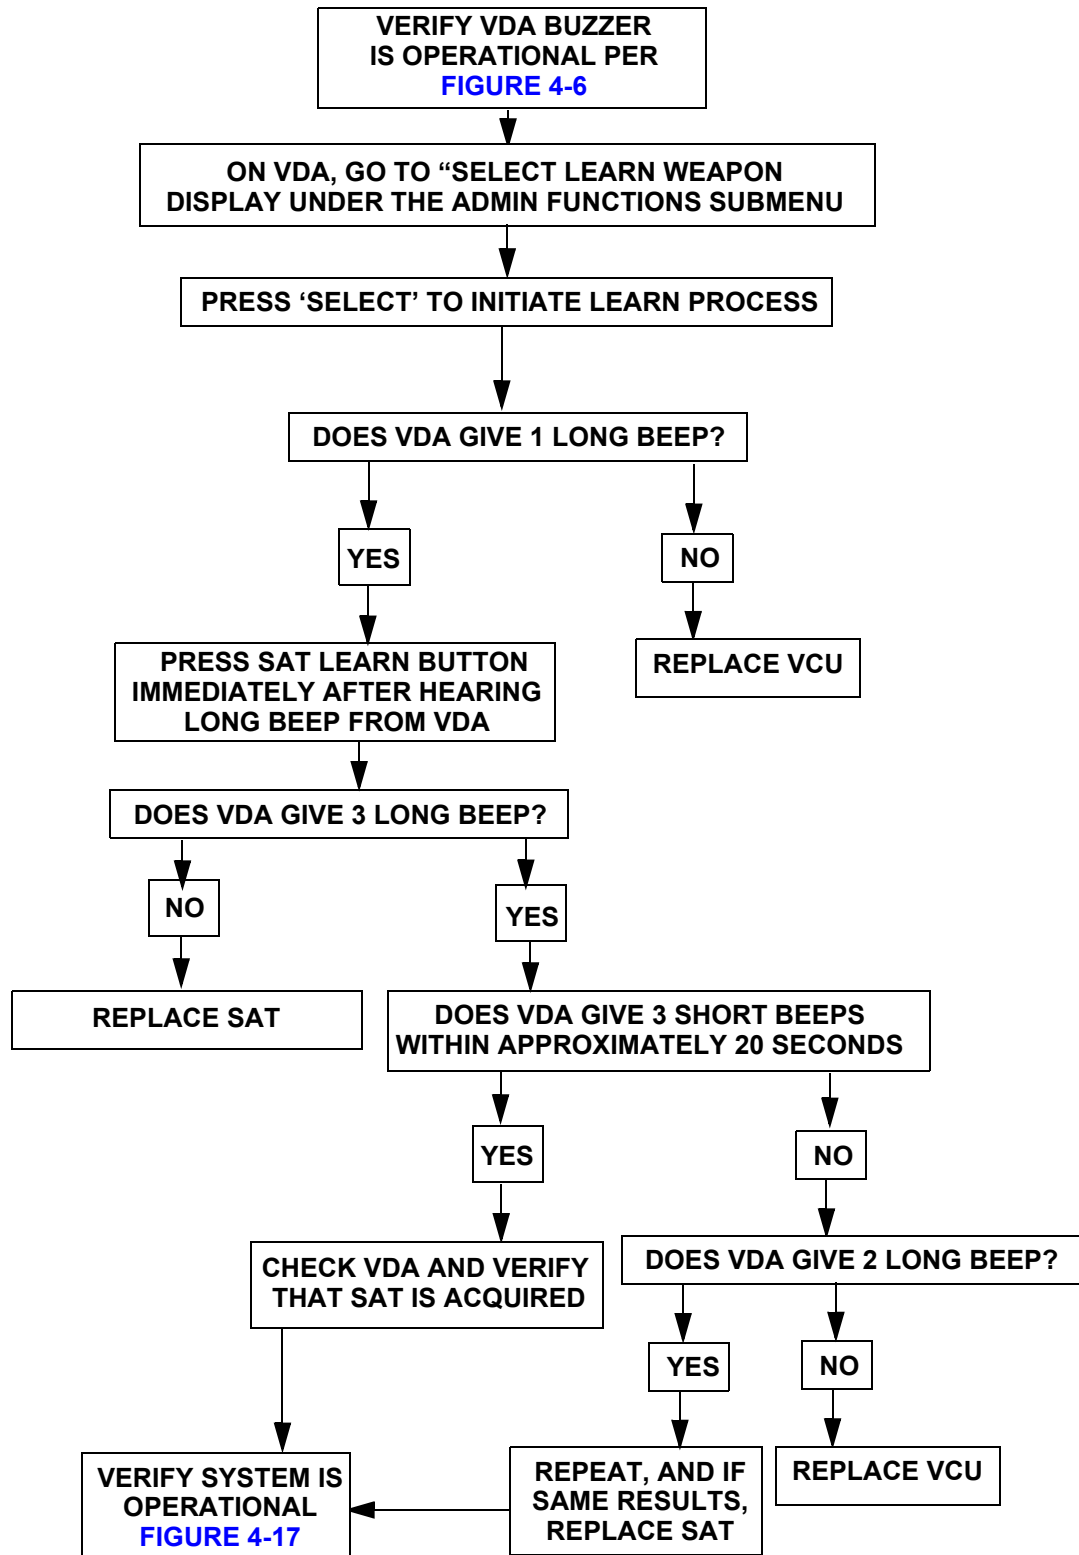 VERIFY VDA BUZZER
IS OPERATIONAL PER
FIGURE 4-6
ON VDA, GO TO “SELECT LEARN WEAPON
DISPLAY UNDER THE ADMIN FUNCTIONS SUBMENU
PRESS ‘SELECT’ TO INITIATE LEARN PROCESS
DOES VDA GIVE 1 LONG BEEP?
YES
NO
PRESS SAT LEARN BUTTON
IMMEDIATELY AFTER HEARING
LONG BEEP FROM VDA
REPLACE VCU
DOES VDA GIVE 3 LONG BEEP?
NO
YES
REPLACE SAT
DOES VDA GIVE 3 SHORT BEEPS
WITHIN APPROXIMATELY 20 SECONDS
YES
NO
CHECK VDA AND VERIFY
THAT SAT IS ACQUIRED
DOES VDA GIVE 2 LONG BEEP?
YES
NO
VERIFY SYSTEM IS
OPERATIONAL
FIGURE 4-17
REPEAT, AND IF
SAME RESULTS,
REPLACE SAT
REPLACE VCU